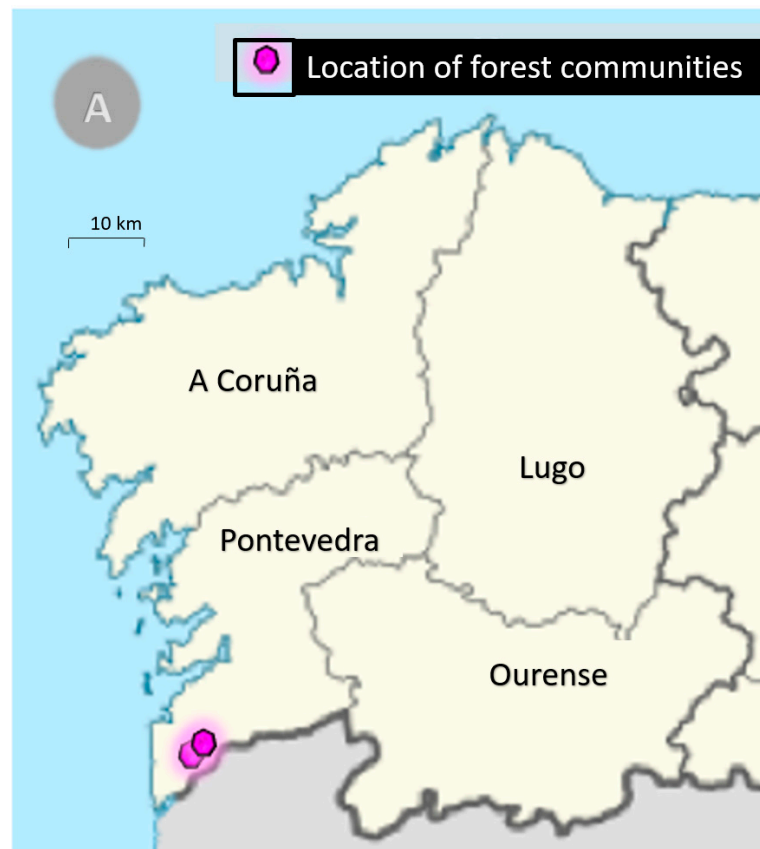 Location of forest communities
A
10 km
A Coruña
Lugo
Pontevedra
Ourense